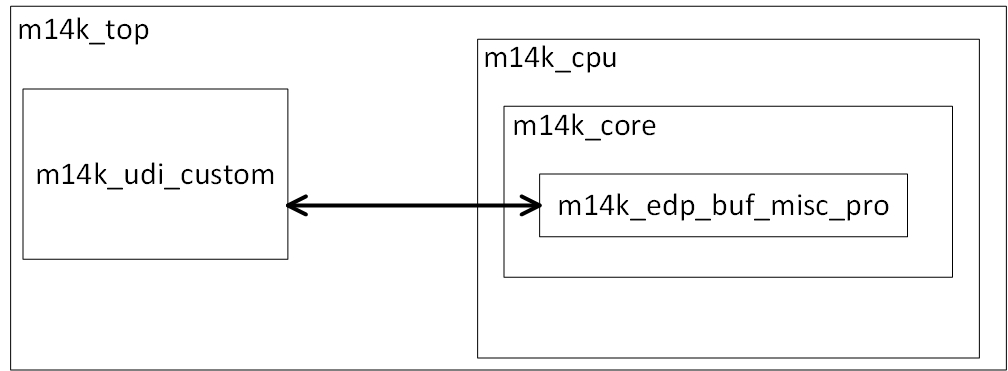 m14k_top
m14k_cpu
m14k_core
m14k_udi_custom
m14k_edp_buf_misc_pro